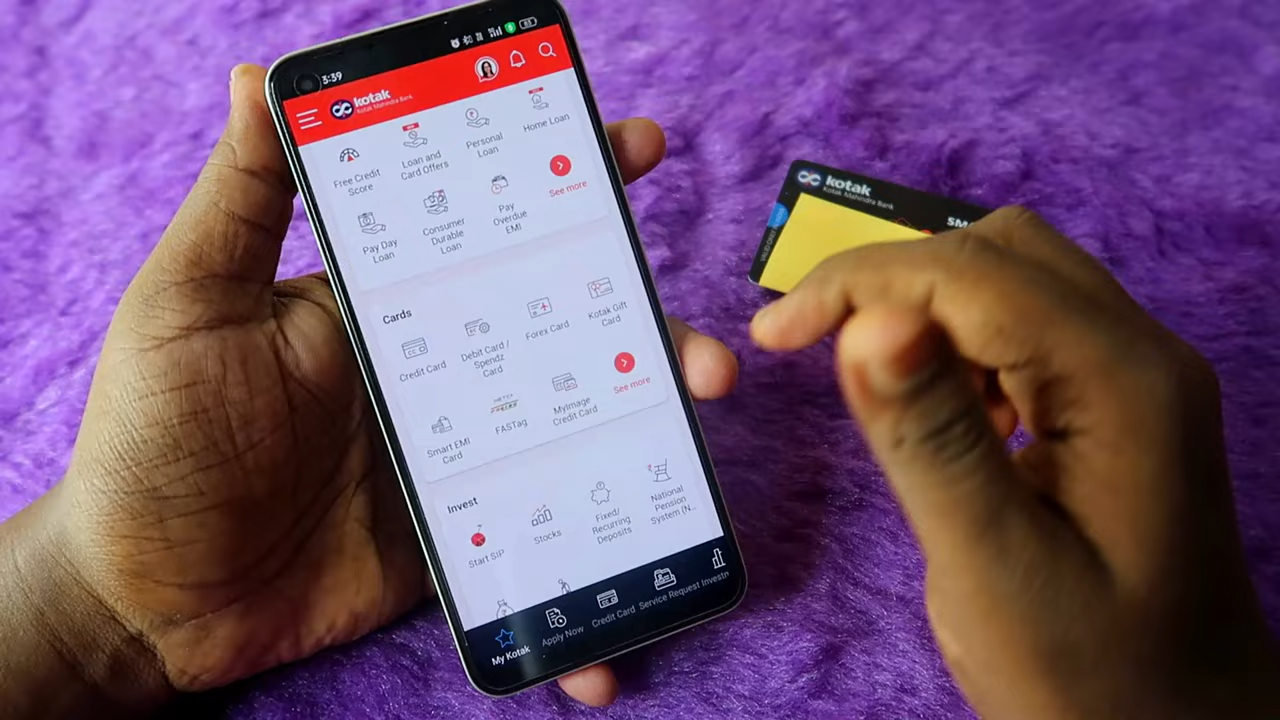 3:39
83
kotak
Kotak Mahindra Bank
Free Credit
Score
Loan and
Card Offers
Personal
Loan
Home Loan
Pay Day
Loan
Consumer
Durable
Loan
Pay
Overdue
EMI
See more
Cards
Credit Card
Debit Card /
Spendz
Card
Forex Card
Kotak Gift
Card
Smart EMI
Card
FASTag
MyImage
Credit Card
See more
Invest
Start SIP
Stocks
Fixed/
Recurring
Deposits
National
Pension
System (N...
My Kotak
Apply Now
Credit Card
Service Request
Investm
kotak
Kotak Mahindra Bank